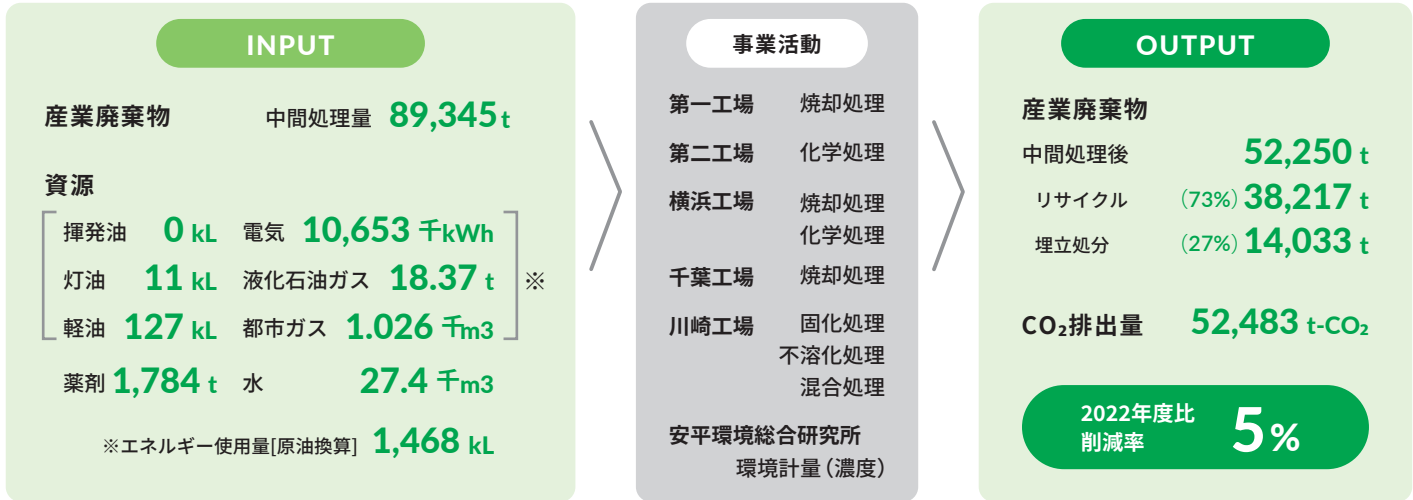 INPUT
産業廃棄物 中間処理量 89,345 t
資源
揮発油 0 kL 電気 10,653 千kWh
灯油 11 kL 液化石油ガス 18.37 t
※
軽油 127 kL 都市ガス 1.026 千m3
薬剤 1,784 t 水 27.4 千m3
※エネルギー使用量[原油換算] 1,468 kL
事業活動
第一工場 焼却処理
第二工場 化学処理
横浜工場 焼却処理
化学処理
千葉工場 焼却処理
川崎工場 固化処理
不溶化処理
混合処理
安平環境総合研究所
環境計量（濃度）
OUTPUT
産業廃棄物
中間処理後 52,250 t
リサイクル （73%）38,217 t
埋立処分 （27%）14,033 t
CO₂排出量 52,483 t-CO₂
2022年度比
削減率 5%